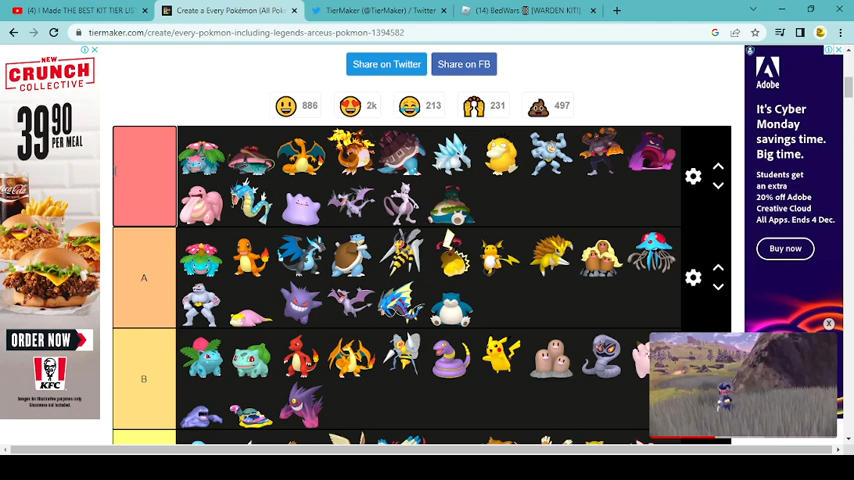 (4) I Made THE BEST KIT TIER LIS
Create a Every Pokémon (All Pok
TierMaker (@TierMaker) / Twitter
(14) BedWars [WARDEN KIT!]
tiermaker.com/create/every-pokmon-including-legends-arceus-pokmon-1394582
Share on Twitter
Share on FB
886
2k
213
231
497
NEW
CRUNCH
COLLECTIVE
39.90
PER MEAL
ORDER NOW
KFC
A
B
Adobe
It's Cyber
Monday
savings time.
Big time.
Students get
an extra
20% off Adobe
Creative Cloud
All Apps. Ends 4 Dec.
Buy now
X